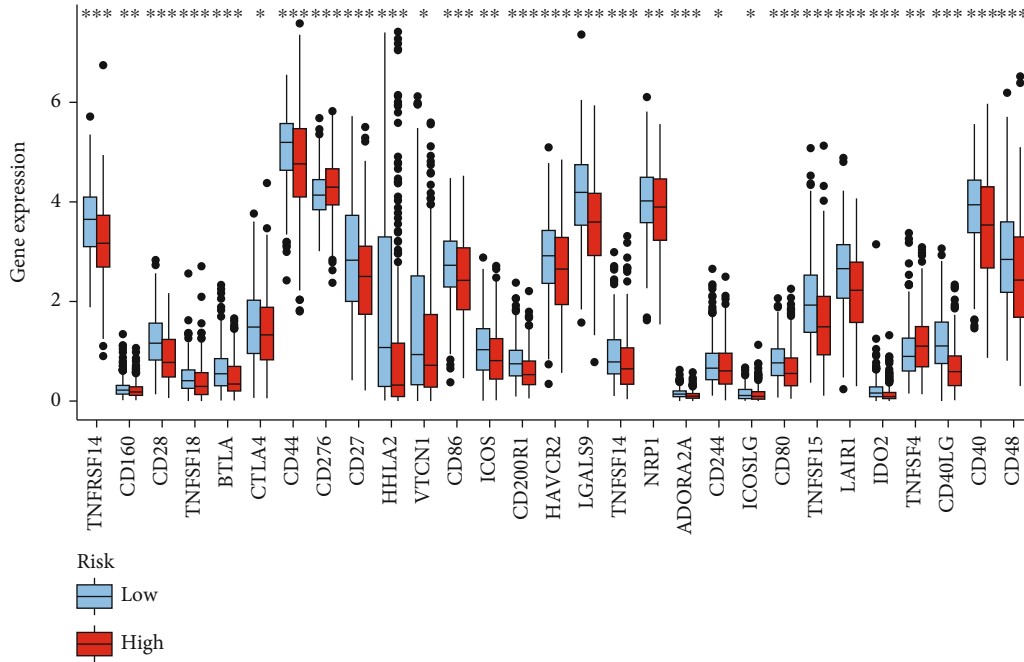 *** ** *** *** *** * *** *** *** *** * *** ** *** *** *** *** ** *** * * *** *** *** *** ** *** *** ***
Gene expression
6
4
2
0
TNFRSF14
CD160
CD28
TNFSF18
BTLA
CTLA4
CD44
CD276
CD27
HHLA2
VTCN1
CD86
ICOS
CD200R1
HAVCR2
LGALS9
TNFSF14
NRP1
ADORA2A
CD244
ICOSLG
CD80
TNFSF15
LAIR1
IDO2
TNFSF4
CD40LG
CD40
CD48
Risk
Low
High